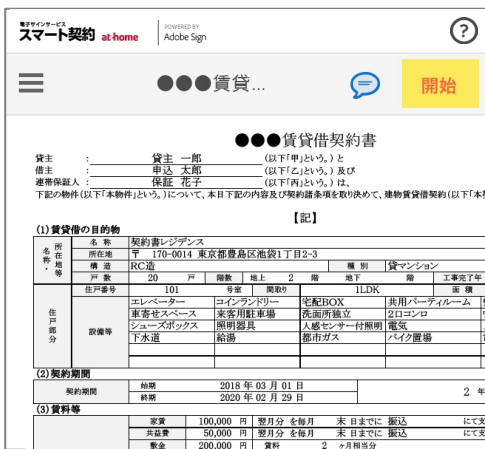 電子サインサービス
スマート契約 at home
POWERED BY
Adobe Sign
?
●●●賃貸...
開始
●●●賃貸借契約書
貸主 : 貸主 一郎 (以下「甲」という。) と
借主 : 申込 太郎 (以下「乙」という。) 及び
連帯保証人 : 保証 花子 (以下「丙」という。) は、
下記の物件(以下「本物件」という。)について、本日下記の内容及び契約諸条項を取り決めて、建物賃貸借契約(以下「本
【記】
(1)賃貸借の目的物
名称・所在地等 名 称 契約書レジデンス
所在地 〒 170-0014 東京都豊島区池袋1丁目2-3
構 造 RC造 種 別 賃貸マンション
戸 数 20 戸 階数 地上 2 階 地下 階 工事完了年
住戸部分 住戸番号 101 号室 間取り 1LDK 面 積
設備等 エレベーター コインランドリー 宅配BOX 共用パーティルーム
車寄せスペース 来客用駐車場 洗面所独立 2口コンロ
シューズボックス 照明器具 人感センサー付照明 電気
下水道 給湯 都市ガス バイク置場
(2)契約期間
契約期間 始期 2018 年 03 月 01 日
終期 2020 年 02 月 29 日
2 年
(3)賃料等
家賃 100,000 円 翌月分 を毎月 末 日までに 振込 にて支
共益費 50,000 円 翌月分 を毎月 末 日までに 振込 にて支
敷金 200,000 円 賃料 2 ヶ月相当分